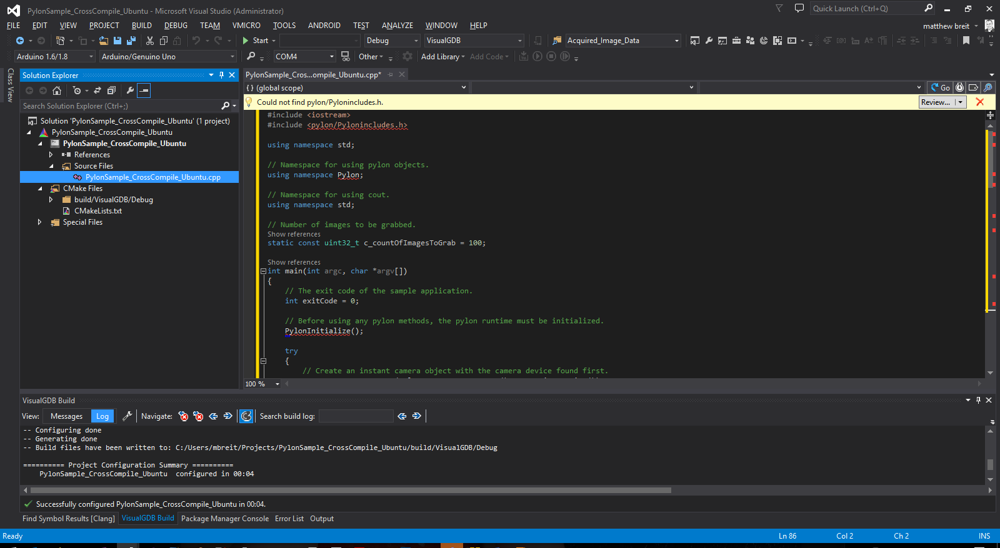 PylonSample_CrossCompile_Ubuntu - Microsoft Visual Studio (Administrator)
Quick Launch (Ctrl+Q)
FILE EDIT VIEW PROJECT BUILD DEBUG TEAM VMICRO TOOLS ANDROID TEST ANALYZE WINDOW HELP
matthew breit
Start Debug VisualGDB Acquired_Image_Data
Arduino 1.6/1.8 Arduino/Genuino Uno COM4 Other Add Library Add Code
Class View
Solution Explorer
Search Solution Explorer (Ctrl+;)
Solution 'PylonSample_CrossCompile_Ubuntu' (1 project)
PylonSample_CrossCompile_Ubuntu
PylonSample_CrossCompile_Ubuntu
References
Source Files
PylonSample_CrossCompile_Ubuntu.cpp
CMake Files
build/VisualGDB/Debug
CMakeLists.txt
Special Files
PylonSample_Cros...ompile_Ubuntu.cpp*
{ } (global scope)
Go
Could not find pylon/Pylonincludes.h.
Review...
#include <iostream>
#include <pylon/Pylonincludes.h>
using namespace std;
// Namespace for using pylon objects.
using namespace Pylon;
// Namespace for using cout.
using namespace std;
// Number of images to be grabbed.
Show references
static const uint32_t c_countOfImagesToGrab = 100;
Show references
int main(int argc, char *argv[])
{
// The exit code of the sample application.
int exitCode = 0;
// Before using any pylon methods, the pylon runtime must be initialized.
PylonInitialize();
try
{
// Create an instant camera object with the camera device found first.
100 %
VisualGDB Build
View: Messages Log Navigate: Search build log:
-- Configuring done
-- Generating done
-- Build files have been written to: C:/Users/mbreit/Projects/PylonSample_CrossCompile_Ubuntu/build/VisualGDB/Debug
========== Project Configuration Summary ==========
PylonSample_CrossCompile_Ubuntu configured in 00:04
Successfully configured PylonSample_CrossCompile_Ubuntu in 00:04.
Find Symbol Results [Clang] VisualGDB Build Package Manager Console Error List Output
Ready Ln 86 Col 2 Ch 2 INS